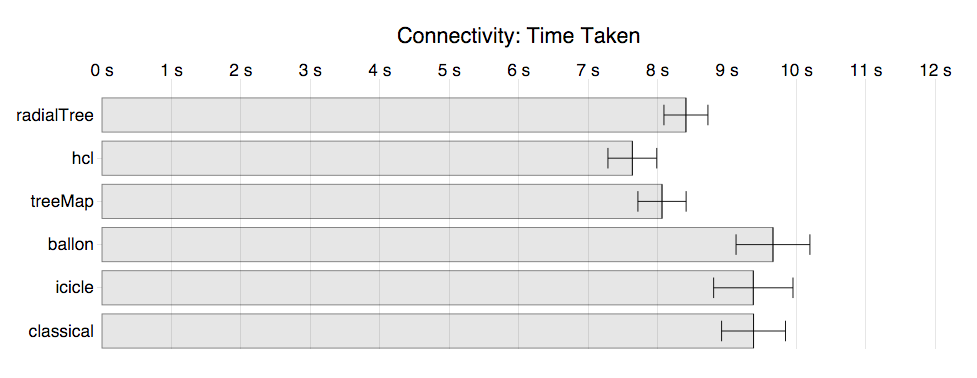 Connectivity: Time Taken
0 s 1 s 2 s 3 s 4 s 5 s 6 s 7 s 8 s 9 s 10 s 11 s 12 s
radialTree
hcl
treeMap
ballon
icicle
classical